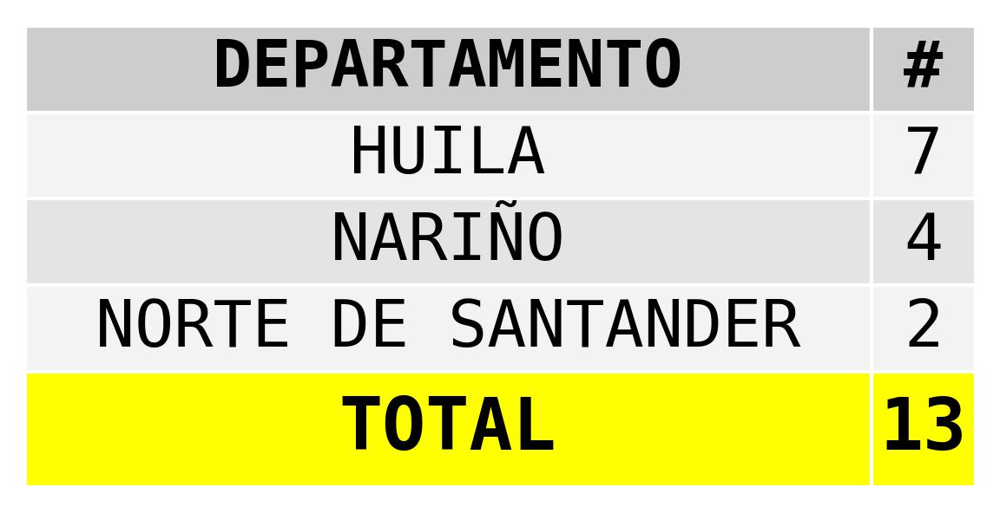 DEPARTAMENTO #
HUILA 7
NARIÑO 4
NORTE DE SANTANDER 2
TOTAL 13